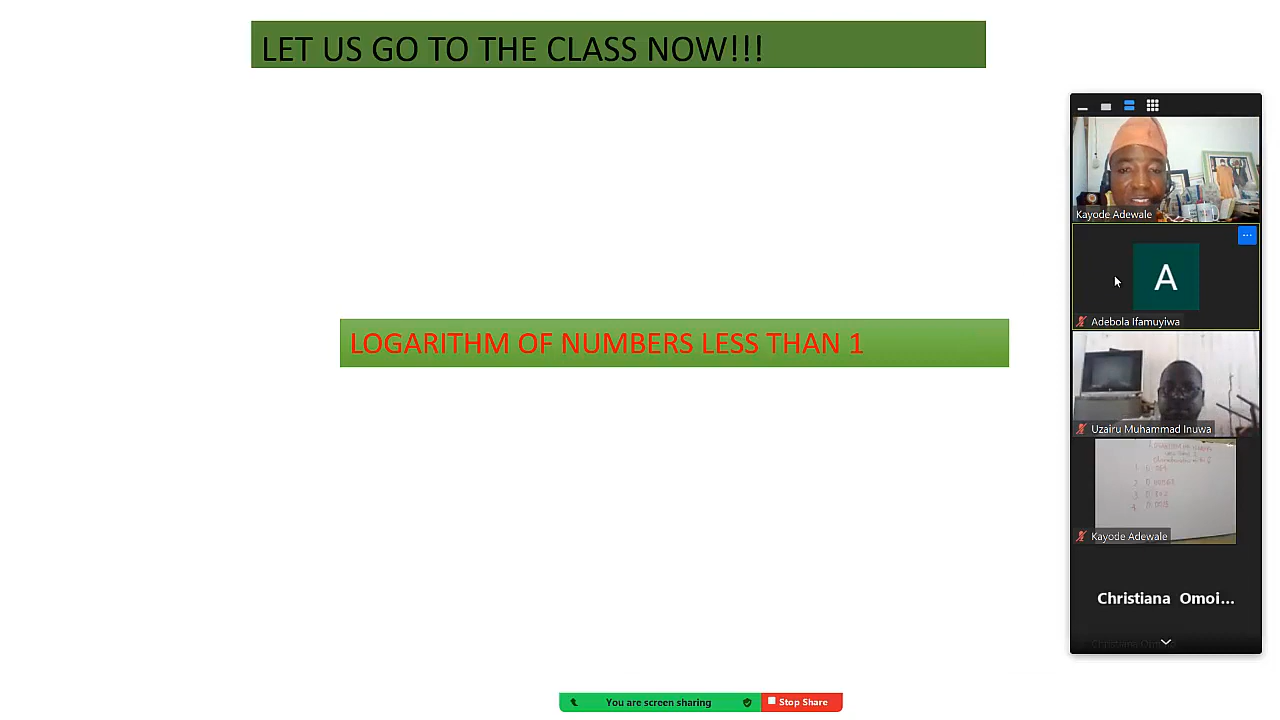 LET US GO TO THE CLASS NOW!!!
LOGARITHM OF NUMBERS LESS THAN 1
Kayode Adewale
A
Adebola Ifamuyiwa
Uzairu Muhammad Inuwa
Kayode Adewale
Christiana Omoi...
You are screen sharing
Stop Share